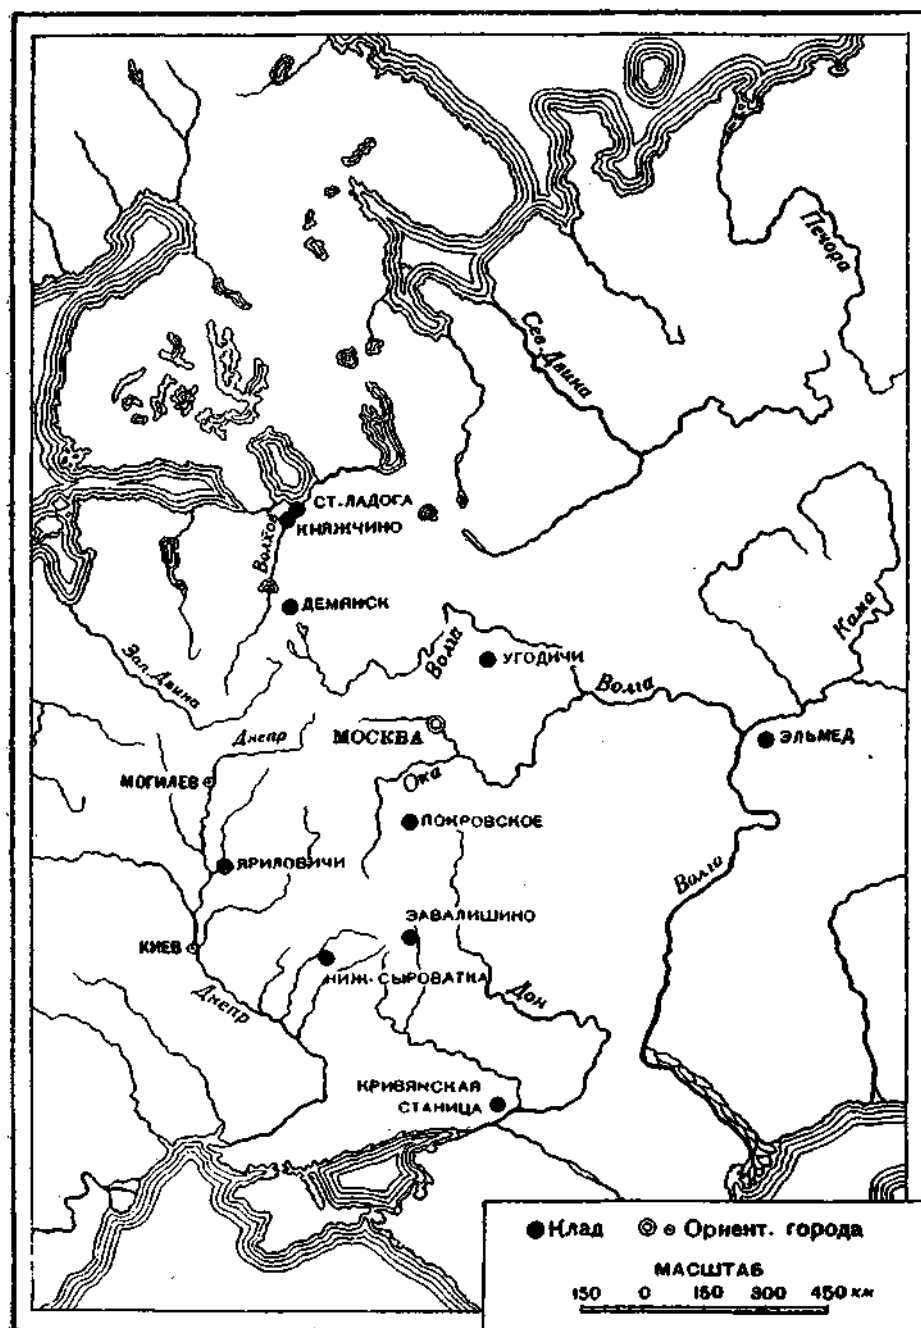 Печора
Сев. Двина
СТ. ЛАДОГА
КНЯЖЧИНО
Волхов
ДЕМЯНСК
Кама
Волга
УГОДИЧИ
Зап. Двина
Волга
Днепр
МОСКВА
ЭЛЬМЕД
МОГИЛЕВ
Ока
ПОКРОВСКОЕ
ЯРИЛОВИЧИ
Волга
ЗАВАЛИШИНО
КИЕВ
НИЖ. СЫРОВАТКА
Днепр
Дон
КРИВЯНСКАЯ
СТАНИЦА
Клад
Ориент. города
МАСШТАБ
150 0 150 300 450 км